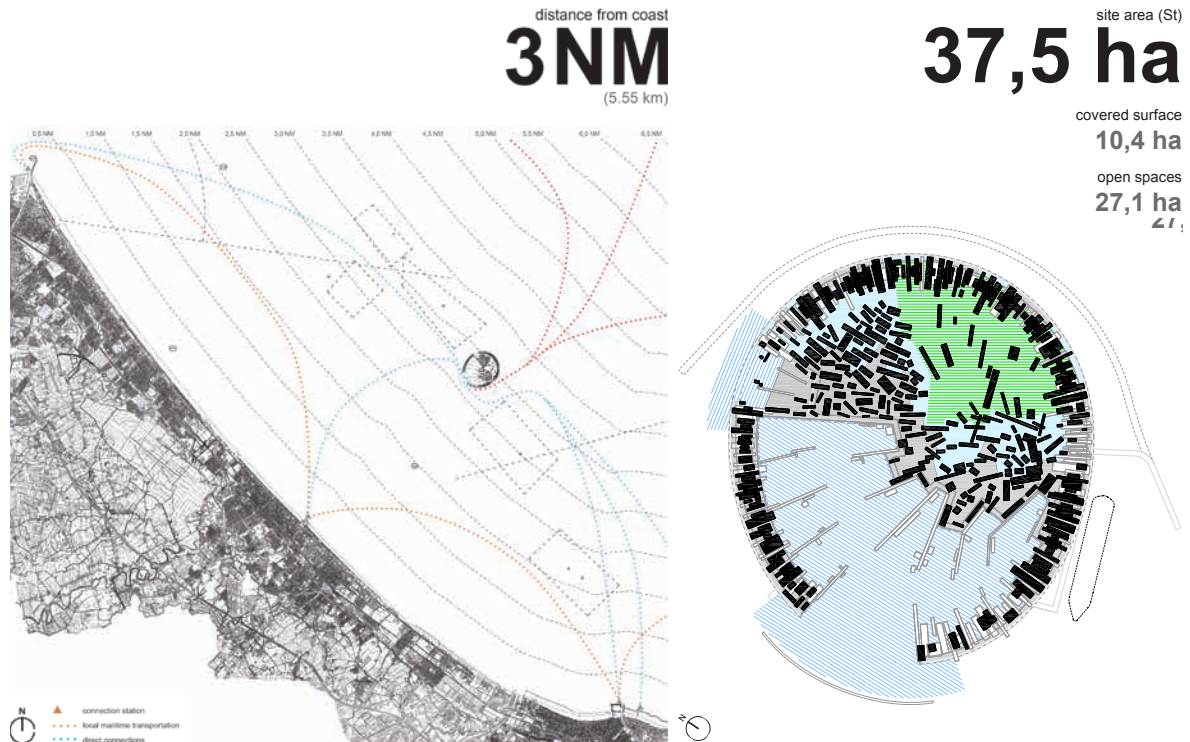 distance from coast
3NM
(5.55 km)
0,5 NM 1,0 NM 1,5 NM 2,0 NM 2,5 NM 3,0 NM 3,5 NM 4,0 NM 4,5 NM 5,0 NM 5,5 NM 6,0 NM 6,5 NM
N
connection station
local maritime transportation
direct connections
site area (St)
37,5 ha
covered surface
10,4 ha
open spaces
27,1 ha
N